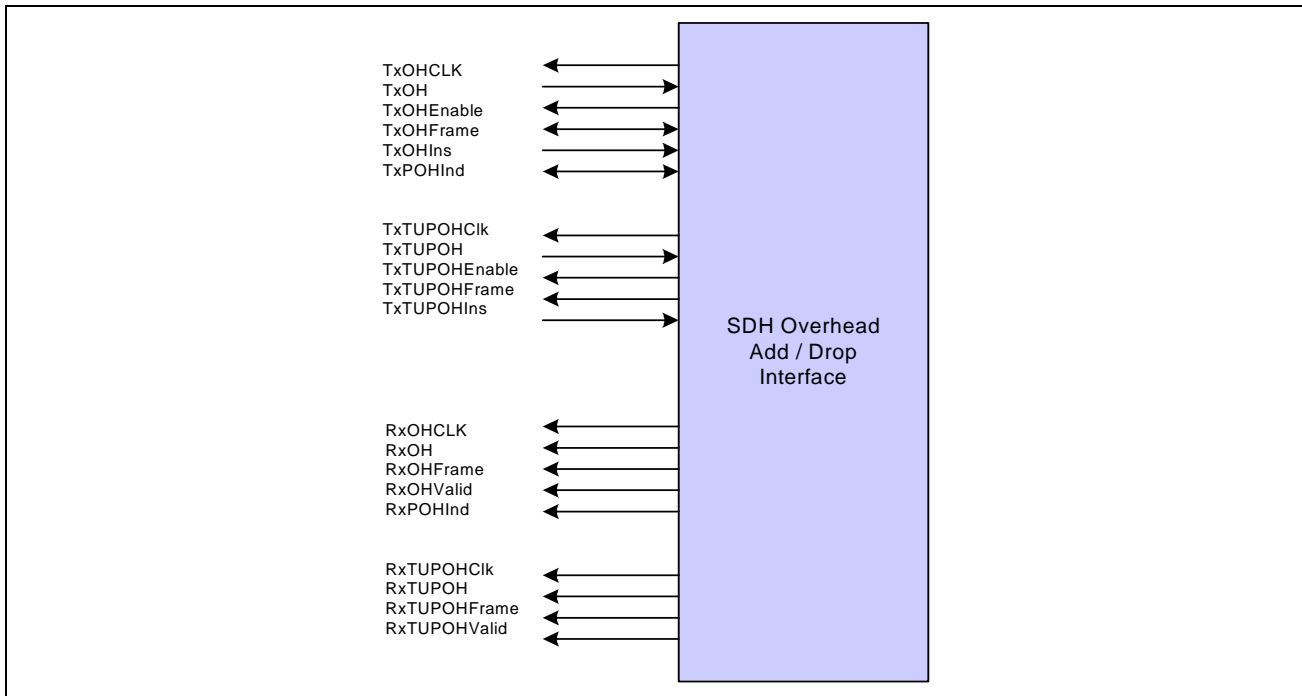 TxOHCLK
TxOH
TxOHEnable
TxOHFrame
TxOHIns
TxPOHInd
TxTUPOHClk
TxTUPOH
TxTUPOHEnable
TxTUPOHFrame
TxTUPOHIns
SDH Overhead
Add / Drop
Interface
RxOHCLK
RxOH
RxOHFrame
RxOHValid
RxPOHInd
RxTUPOHClk
RxTUPOH
RxTUPOHFrame
RxTUPOHValid